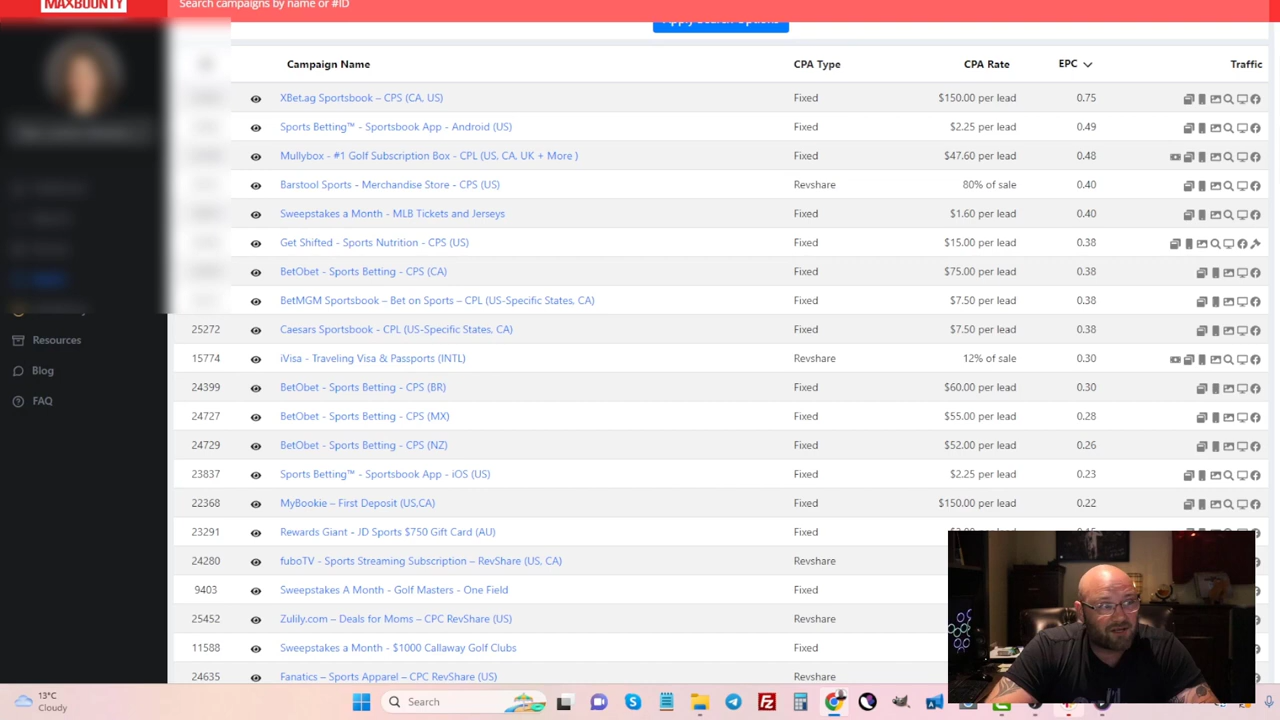 MAXBOUNTY
Search campaigns by name or #ID
Apply Search Options
Campaign Name CPA Type CPA Rate EPC Traffic
XBet.ag Sportsbook – CPS (CA, US) Fixed $150.00 per lead 0.75
Sports Betting™ - Sportsbook App - Android (US) Fixed $2.25 per lead 0.49
Mullybox - #1 Golf Subscription Box - CPL (US, CA, UK + More ) Fixed $47.60 per lead 0.48
Barstool Sports - Merchandise Store - CPS (US) Revshare 80% of sale 0.40
Sweepstakes a Month - MLB Tickets and Jerseys Fixed $1.60 per lead 0.40
Get Shifted - Sports Nutrition - CPS (US) Fixed $15.00 per lead 0.38
BetObet - Sports Betting - CPS (CA) Fixed $75.00 per lead 0.38
BetMGM Sportsbook – Bet on Sports – CPL (US-Specific States, CA) Fixed $7.50 per lead 0.38
25272 Caesars Sportsbook - CPL (US-Specific States, CA) Fixed $7.50 per lead 0.38
Resources
15774 iVisa - Traveling Visa & Passports (INTL) Revshare 12% of sale 0.30
Blog
24399 BetObet - Sports Betting - CPS (BR) Fixed $60.00 per lead 0.30
FAQ
24727 BetObet - Sports Betting - CPS (MX) Fixed $55.00 per lead 0.28
24729 BetObet - Sports Betting - CPS (NZ) Fixed $52.00 per lead 0.26
23837 Sports Betting™ - Sportsbook App - iOS (US) Fixed $2.25 per lead 0.23
22368 MyBookie – First Deposit (US,CA) Fixed $150.00 per lead 0.22
23291 Rewards Giant - JD Sports $750 Gift Card (AU) Fixed
24280 fuboTV - Sports Streaming Subscription – RevShare (US, CA) Revshare
9403 Sweepstakes A Month - Golf Masters - One Field Fixed
25452 Zulily.com – Deals for Moms – CPC RevShare (US) Revshare
11588 Sweepstakes a Month - $1000 Callaway Golf Clubs Fixed
24635 Fanatics – Sports Apparel – CPC RevShare (US) Revshare
13°C
Cloudy
Search